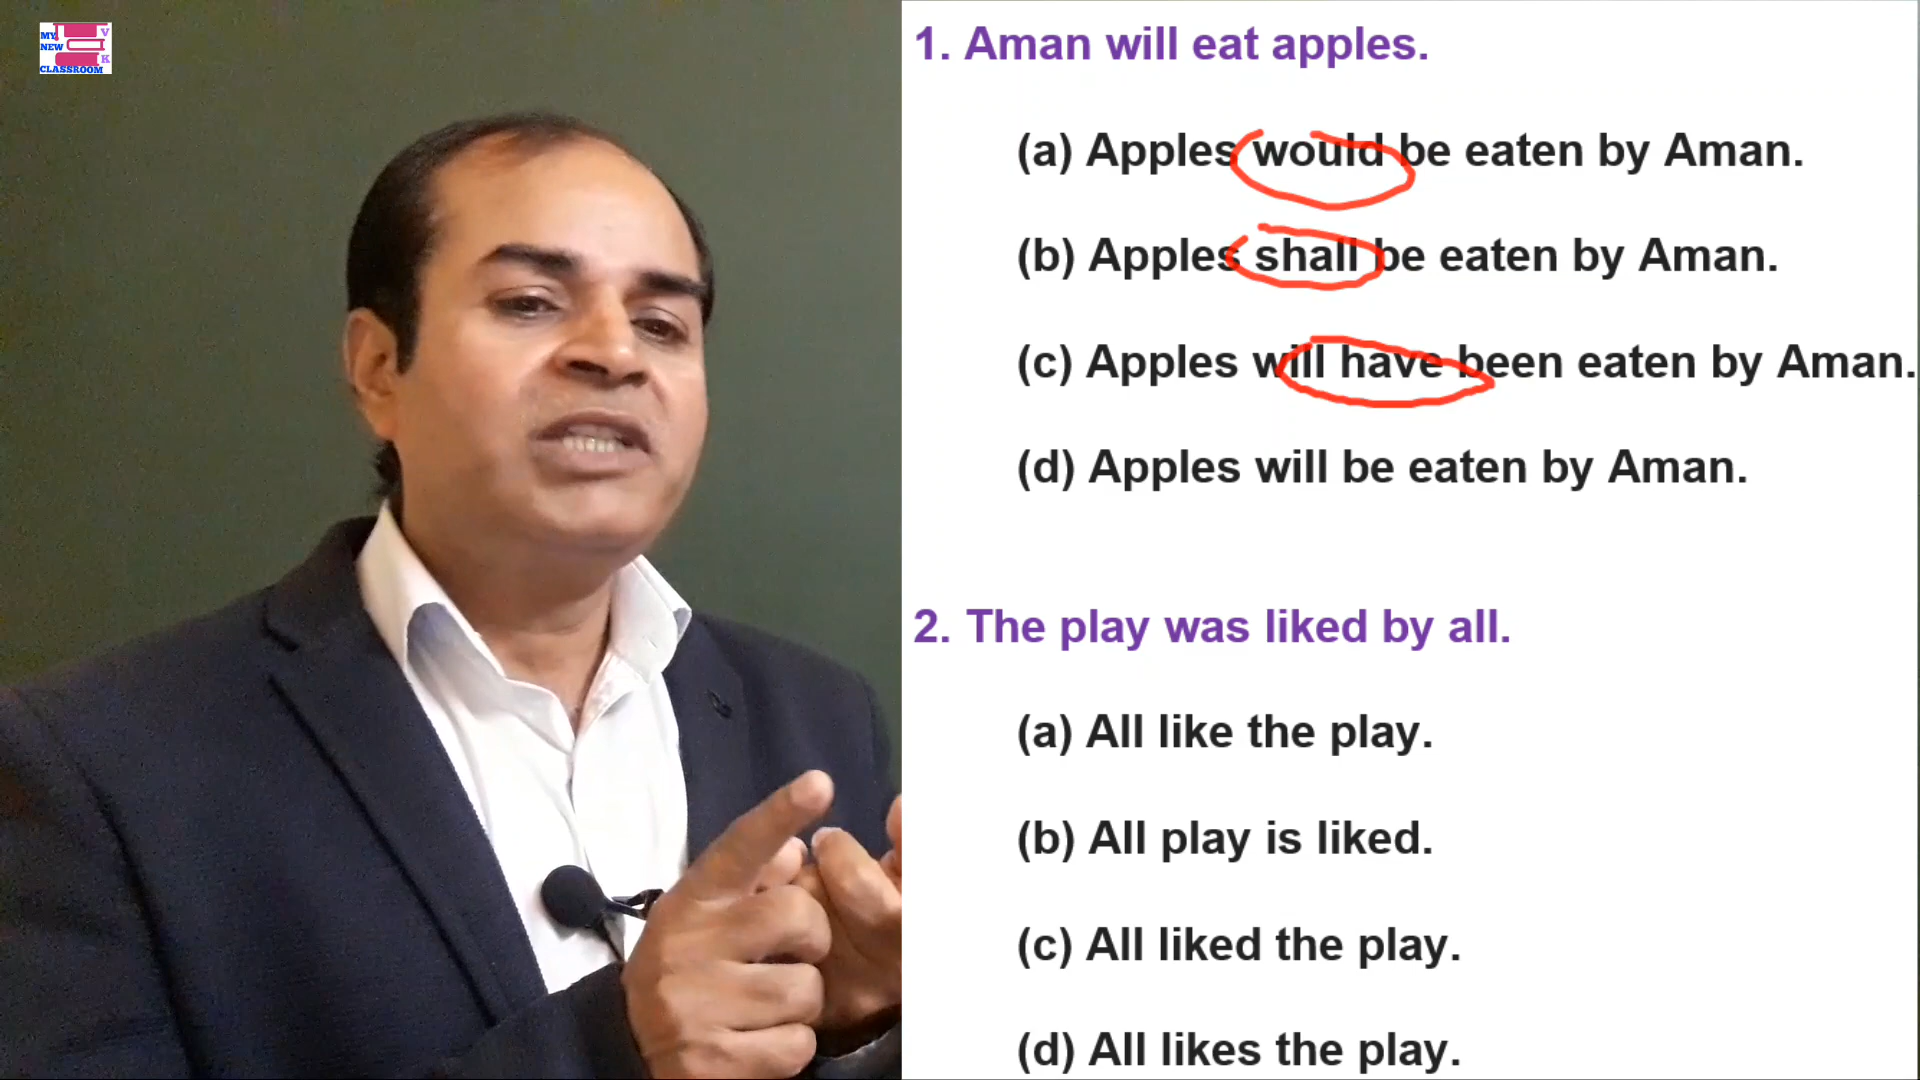 MY V
NEW
K
CLASSROOM
1. Aman will eat apples.
(a) Apples would be eaten by Aman.
(b) Apples shall be eaten by Aman.
(c) Apples will have been eaten by Aman.
(d) Apples will be eaten by Aman.
2. The play was liked by all.
(a) All like the play.
(b) All play is liked.
(c) All liked the play.
(d) All likes the play.